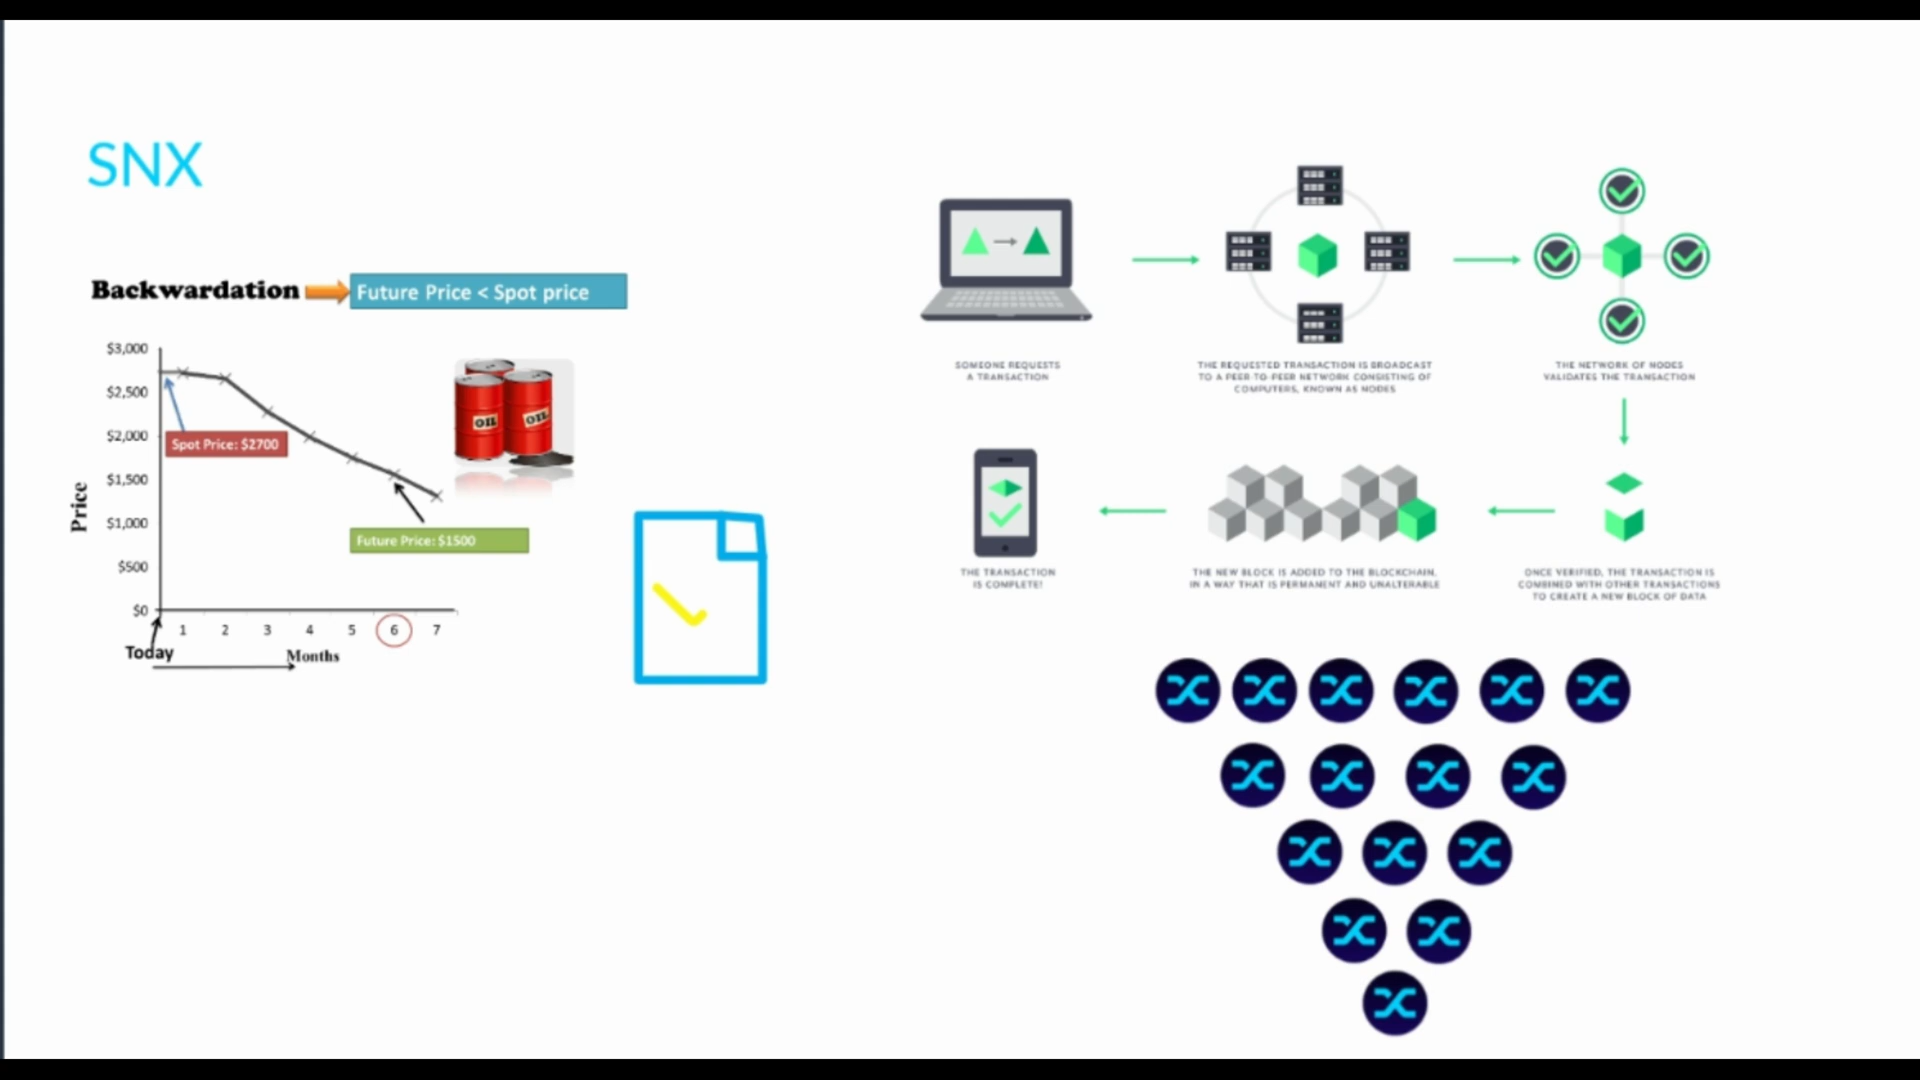 SNX
Backwardation
Future Price < Spot price
$3,000
$2,500
$2,000
$1,500
$1,000
$500
$0
Price
Spot Price: $2700
Future Price: $1500
OIL
OIL
1 2 3 4 5 6 7
Today
Months
SOMEONE REQUESTS
A TRANSACTION
THE REQUESTED TRANSACTION IS BROADCAST
TO A PEER-TO-PEER NETWORK CONSISTING OF
COMPUTERS, KNOWN AS NODES
THE NETWORK OF NODES
VALIDATES THE TRANSACTION
THE TRANSACTION
IS COMPLETE!
THE NEW BLOCK IS ADDED TO THE BLOCKCHAIN,
IN A WAY THAT IS PERMANENT AND UNALTERABLE
ONCE VERIFIED, THE TRANSACTION IS
COMBINED WITH OTHER TRANSACTIONS
TO CREATE A NEW BLOCK OF DATA